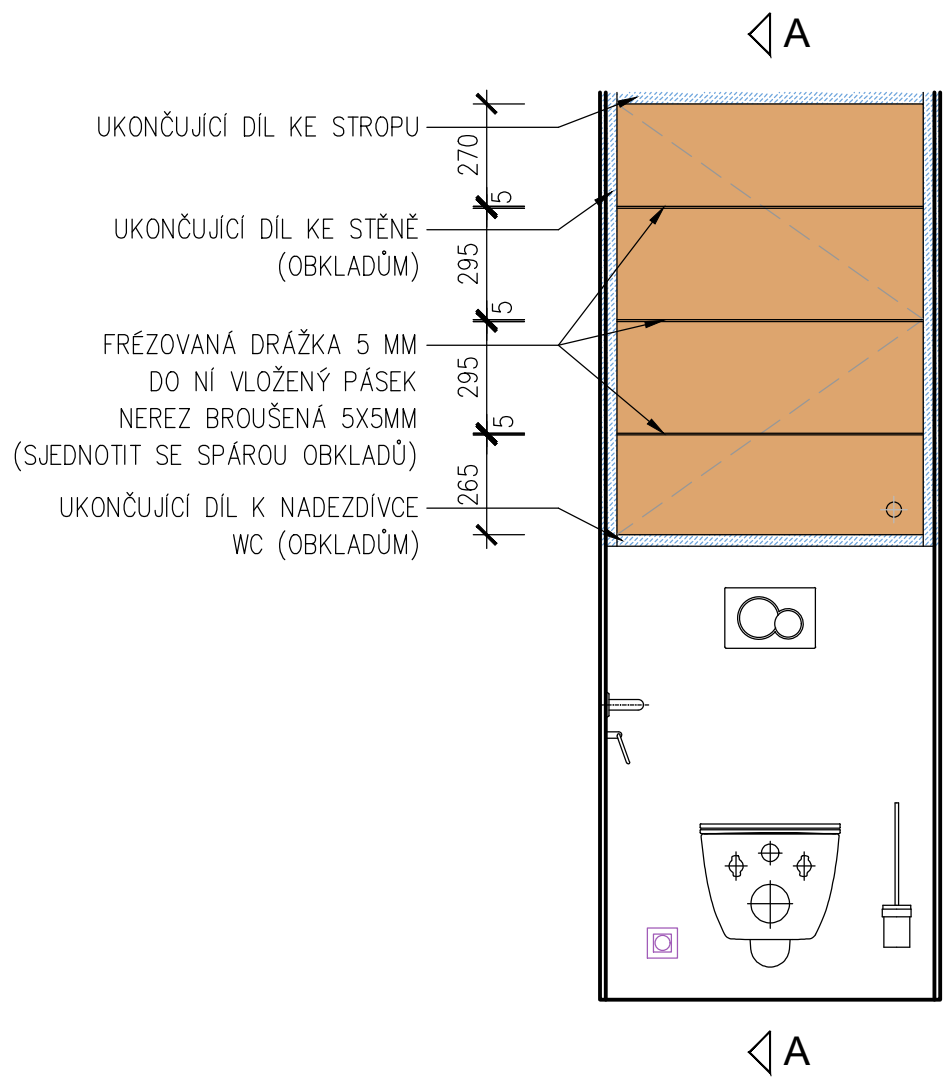 A
UKONČUJÍCÍ DÍL KE STROPU
270
5
UKONČUJÍCÍ DÍL KE STĚNĚ
(OBKLADŮM)
295
5
FRÉZOVANÁ DRÁŽKA 5 MM
DO NÍ VLOŽENÝ PÁSEK
NEREZ BROUŠENÁ 5X5MM
(SJEDNOTIT SE SPÁROU OBKLADŮ)
295
5
UKONČUJÍCÍ DÍL K NADEZDÍVCE
WC (OBKLADŮM)
265
A